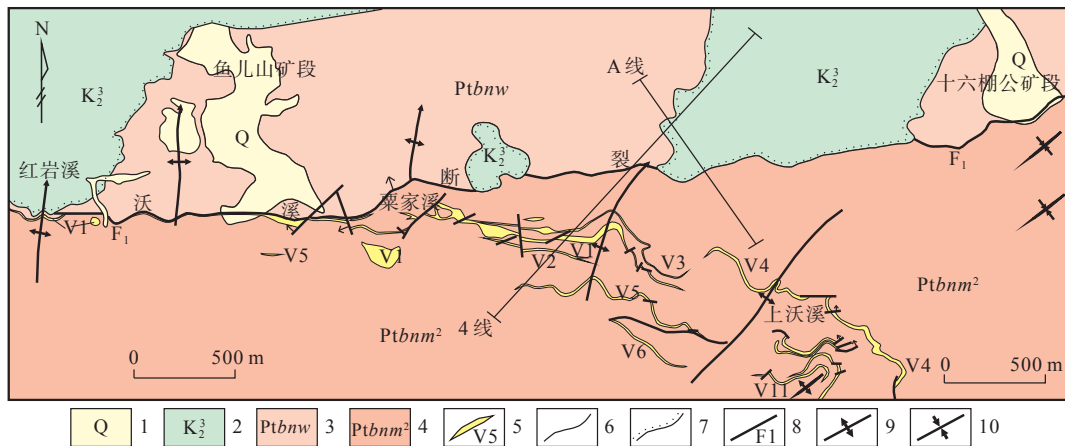 N
A线
鱼儿山矿段
Q
K₂³
K₂³
十六棚公矿段
Ptbnw
Q
K₂³
裂
断
F₁
红岩溪
沃
溪
粟家溪
V1
F₁
V5
V1
V2
V1
V3
V4
V5
Ptbnm²
Ptbnm²
4线
上沃溪
V6
V4
V11
0 500 m
0 500 m
Q 1 K₂³ 2 Ptbnw 3 Ptbnm² 4 V5 5 6 7 F1 8 9 10